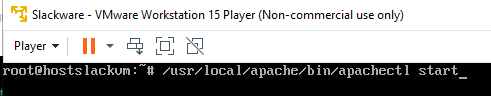 Slackware - VMware Workstation 15 Player (Non-commercial use only)
Player
root@hostslackvm:~# /usr/local/apache/bin/apachectl start_